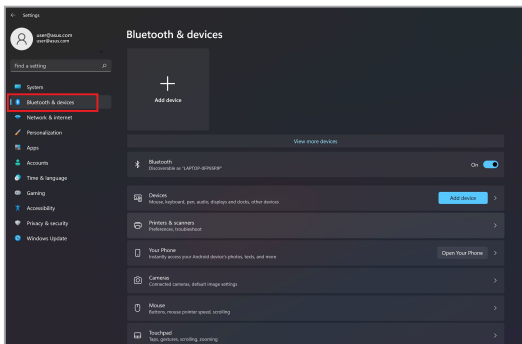 Settings
user@asus.com
user@asus.com
Find a setting
System
Bluetooth & devices
Network & internet
Personalization
Apps
Accounts
Time & language
Gaming
Accessibility
Privacy & security
Windows Update
Bluetooth & devices
Add device
View more devices
Bluetooth
Discoverable as "LAPTOP-8IPNSRIP"
On
Devices
Mouse, keyboard, pen, audio, displays and docks, other devices
Add device
Printers & scanners
Preferences, troubleshoot
Your Phone
Instantly access your Android device's photos, texts, and more
Open Your Phone
Cameras
Connected cameras, default image settings
Mouse
Buttons, mouse pointer speed, scrolling
Touchpad
Taps, gestures, scrolling, zooming